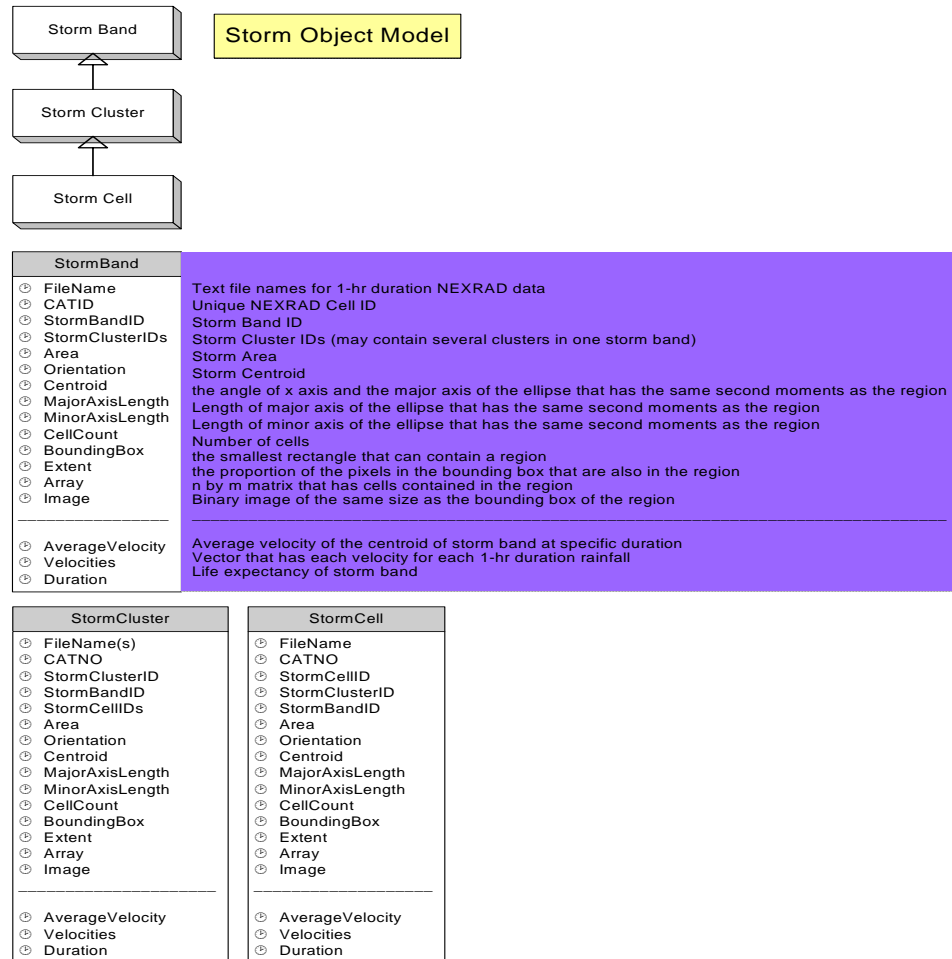 Storm Band
Storm Object Model
Storm Cluster
Storm Cell
StormBand
FileName Text file names for 1-hr duration NEXRAD data
CATID Unique NEXRAD Cell ID
StormBandID Storm Band ID
StormClusterIDs Storm Cluster IDs (may contain several clusters in one storm band)
Area Storm Area
Orientation Storm Centroid
Centroid the angle of x axis and the major axis of the ellipse that has the same second moments as the region
MajorAxisLength Length of major axis of the ellipse that has the same second moments as the region
MinorAxisLength Length of minor axis of the ellipse that has the same second moments as the region
CellCount Number of cells
BoundingBox the smallest rectangle that can contain a region
Extent the proportion of the pixels in the bounding box that are also in the region
Array n by m matrix that has cells contained in the region
Image Binary image of the same size as the bounding box of the region
AverageVelocity Average velocity of the centroid of storm band at specific duration
Velocities Vector that has each velocity for each 1-hr duration rainfall
Duration Life expectancy of storm band
StormCluster
FileName(s)
CATNO
StormClusterID
StormBandID
StormCellIDs
Area
Orientation
Centroid
MajorAxisLength
MinorAxisLength
CellCount
BoundingBox
Extent
Array
Image
AverageVelocity
Velocities
Duration
StormCell
FileName
CATNO
StormCellID
StormClusterID
StormBandID
Area
Orientation
Centroid
MajorAxisLength
MinorAxisLength
CellCount
BoundingBox
Extent
Array
Image
AverageVelocity
Velocities
Duration